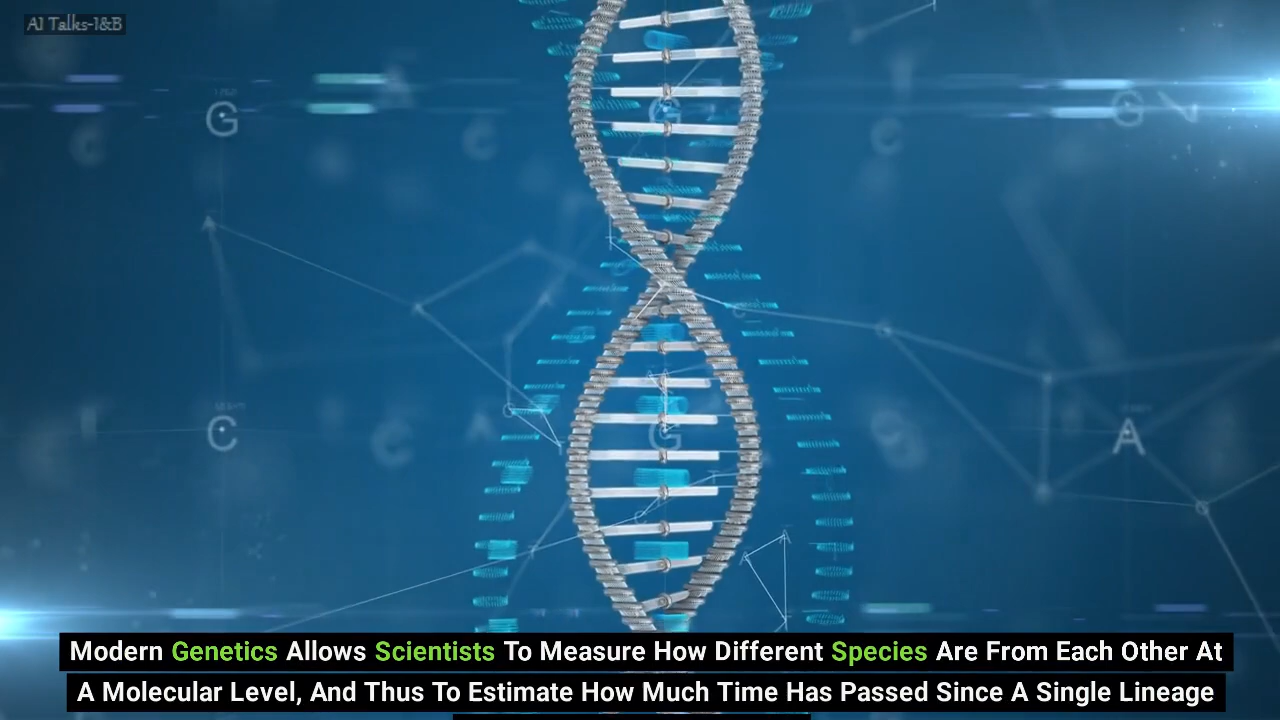 AI Talks-I&B
G
G
G
C
C
C
C
G
C
A
Modern Genetics Allows Scientists To Measure How Different Species Are From Each Other At
A Molecular Level, And Thus To Estimate How Much Time Has Passed Since A Single Lineage